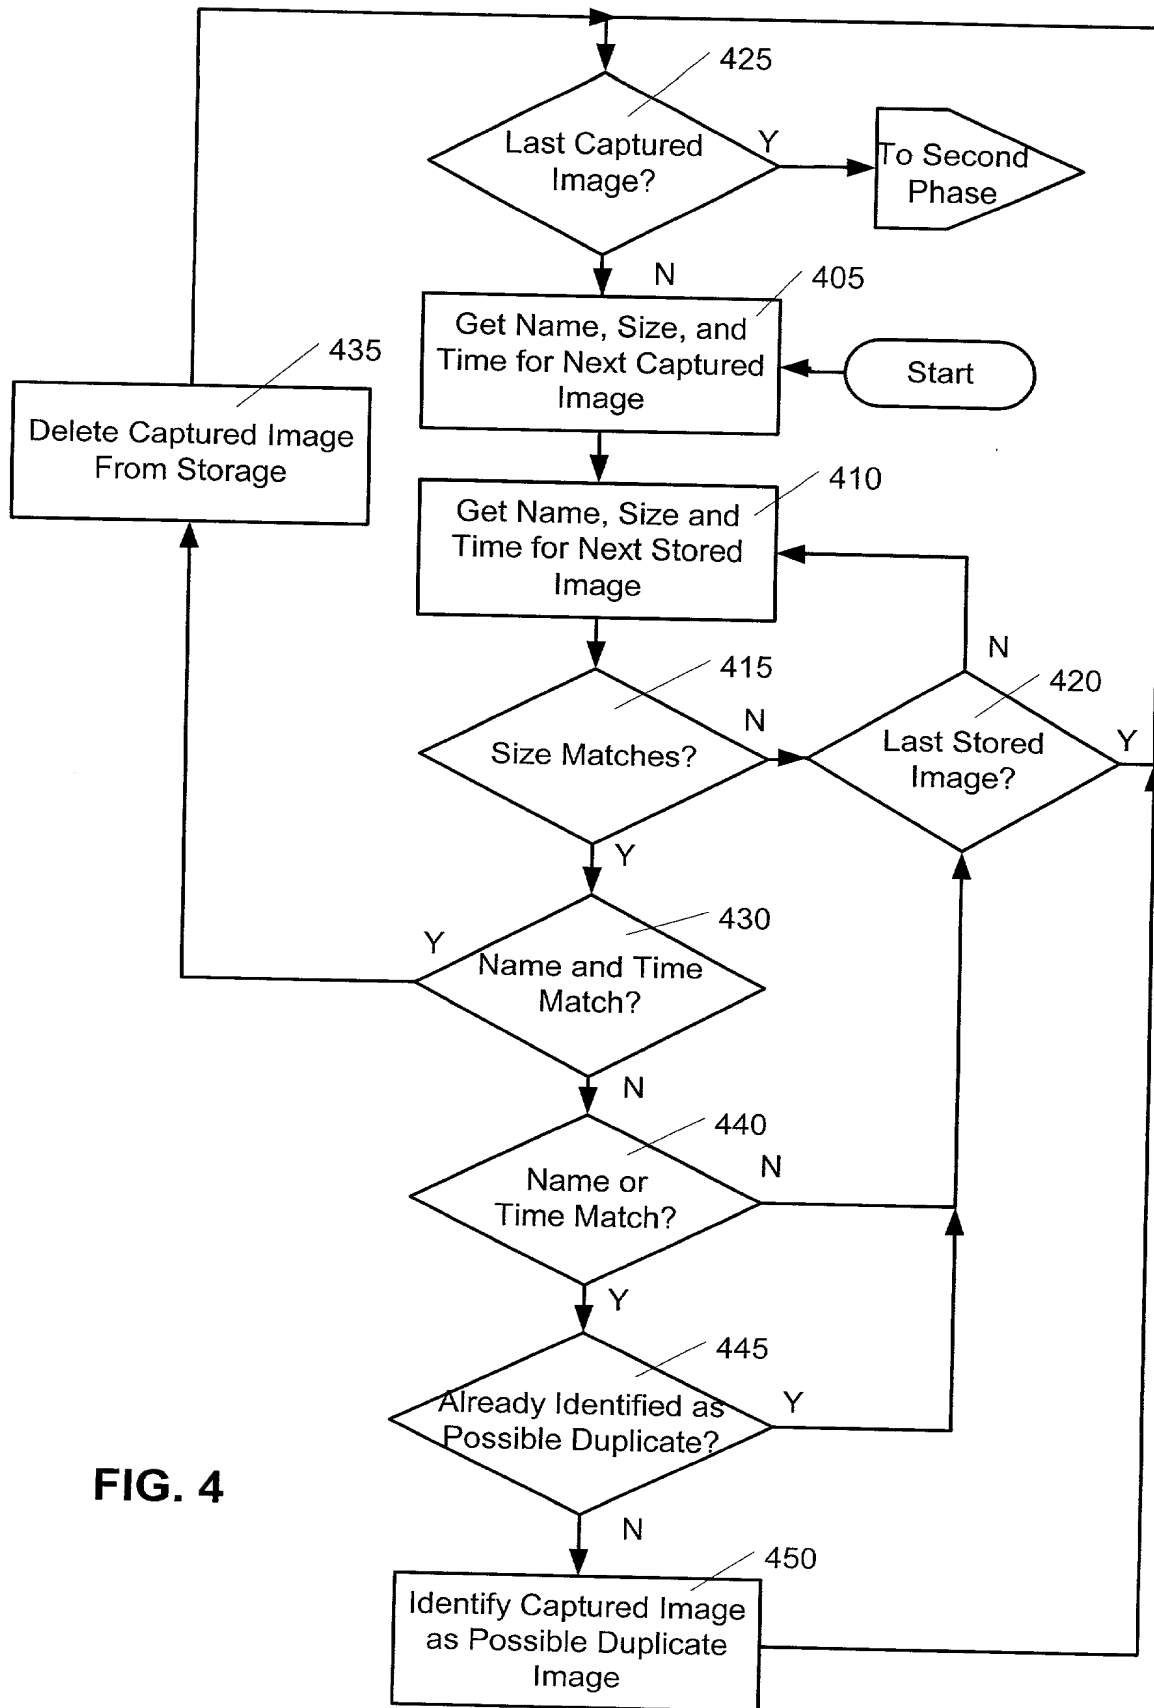 425
Last Captured
Image?
Y
To Second
Phase
N
405
Get Name, Size, and
Time for Next Captured
Image
Start
435
Delete Captured Image
From Storage
410
Get Name, Size and
Time for Next Stored
Image
N
415
Size Matches?
N
420
Last Stored
Image?
Y
Y
430
Name and Time
Match?
Y
N
440
Name or
Time Match?
N
Y
445
Already Identified as
Possible Duplicate?
Y
FIG. 4
N
450
Identify Captured Image
as Possible Duplicate
Image